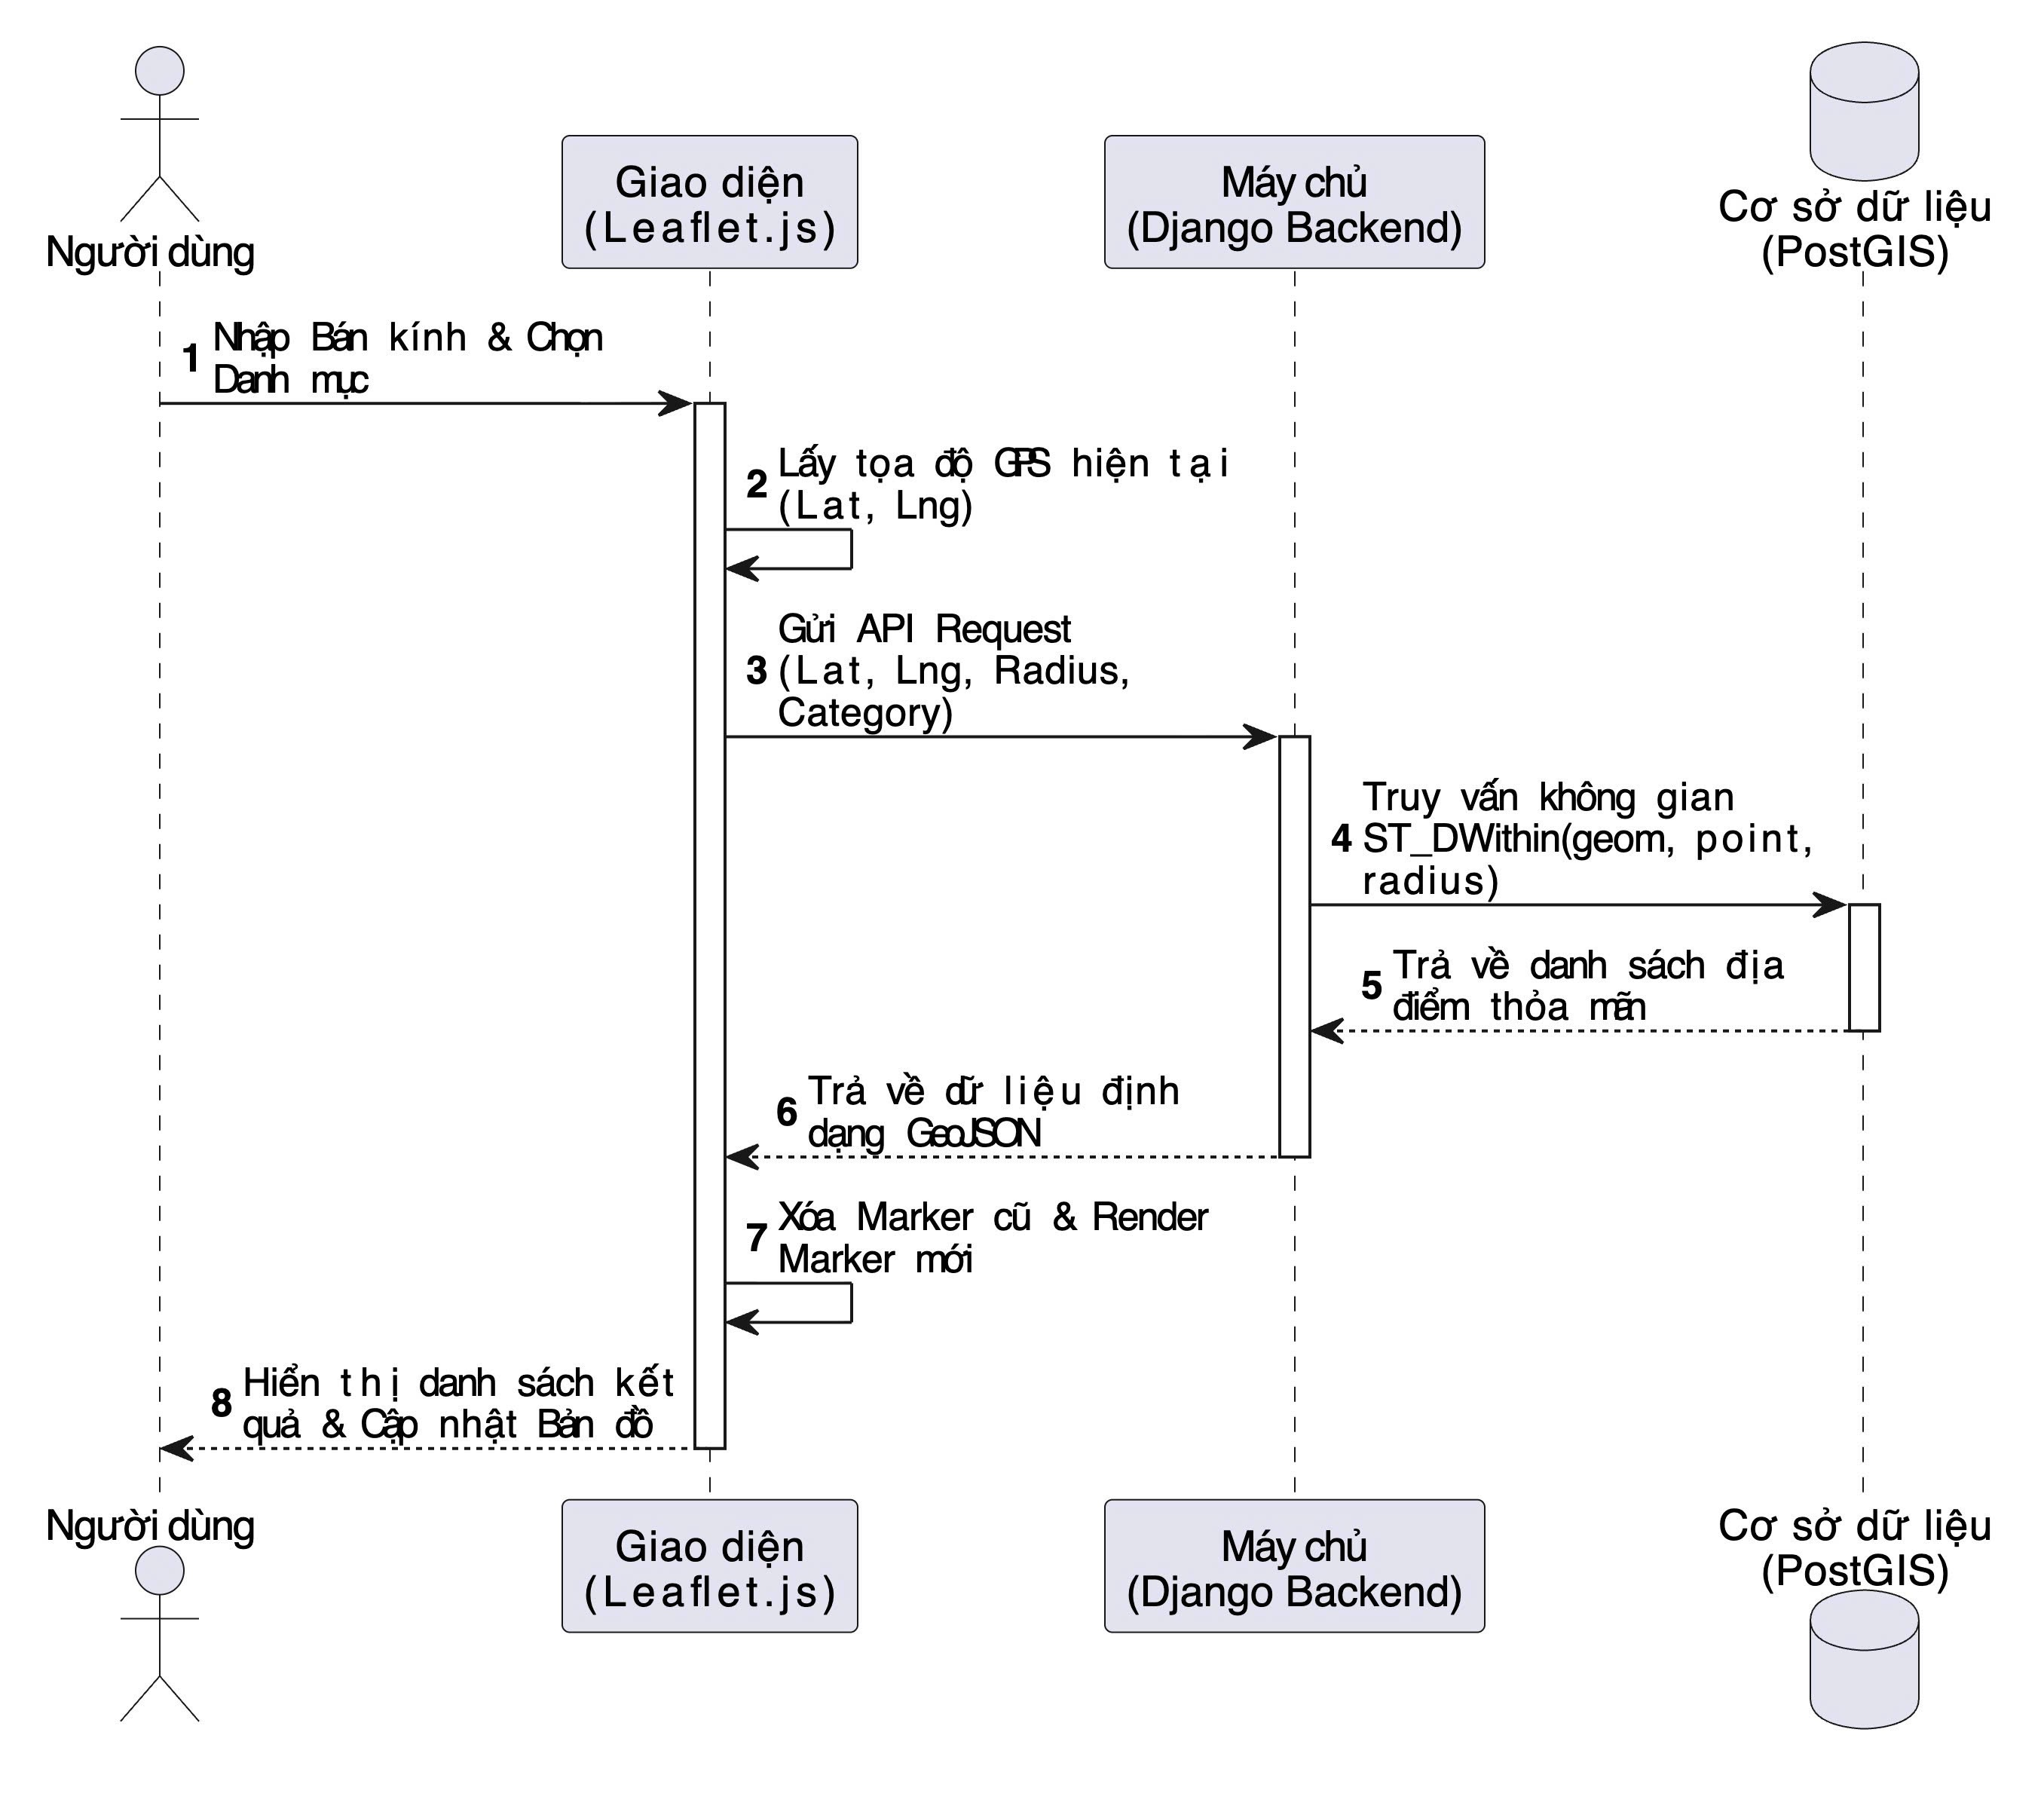 Người dùng
Giao diện
(Leaflet.js)
Máy chủ
(Django Backend)
Cơ sở dữ liệu
(PostGIS)
1 Nhập Bán kính & Chọn
Danh mục
2 Lấy tọa độ GPS hiện tại
(Lat, Lng)
3 Gửi API Request
(Lat, Lng, Radius,
Category)
4 Truy vấn không gian
ST_DWithin(geom, point,
radius)
5 Trả về danh sách địa
điểm thỏa mãn
6 Trả về dữ liệu định
dạng GeoJSON
7 Xóa Marker cũ & Render
Marker mới
8 Hiển thị danh sách kết
quả & Cập nhật Bản đồ
Người dùng
Giao diện
(Leaflet.js)
Máy chủ
(Django Backend)
Cơ sở dữ liệu
(PostGIS)